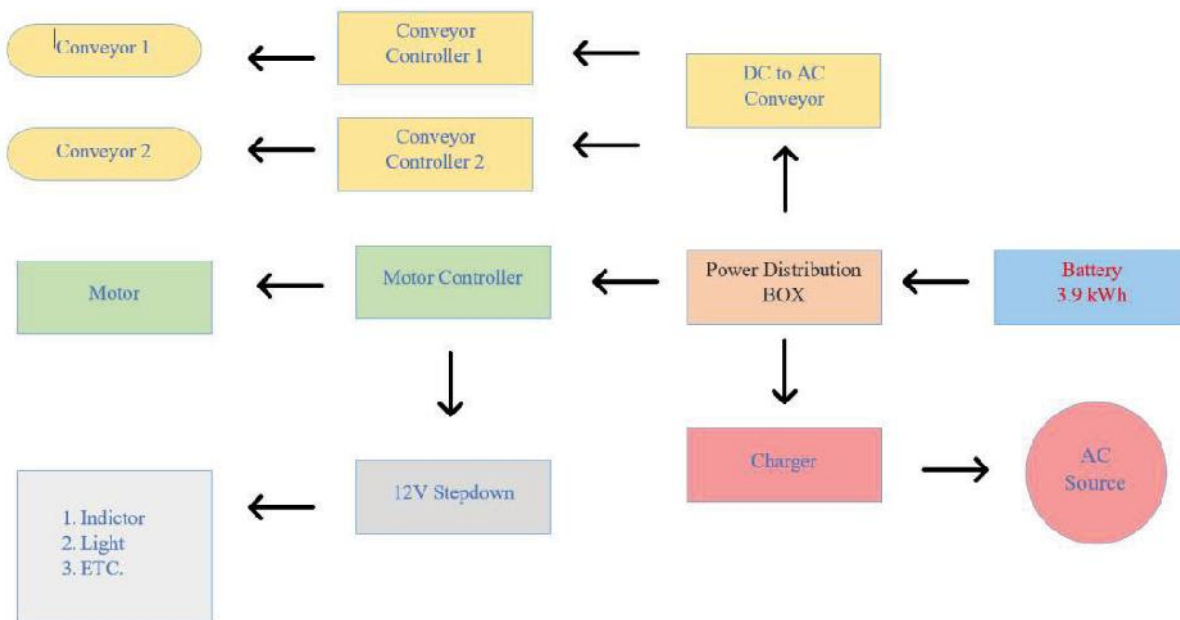 Conveyor 1
Conveyor
Controller 1
DC to AC
Conveyor
Conveyor 2
Conveyor
Controller 2
Motor
Motor Controller
Power Distribution
BOX
Battery
3.9 kWh
1. Indictor
2. Light
3. ETC.
12V Stepdown
Charger
AC
Source